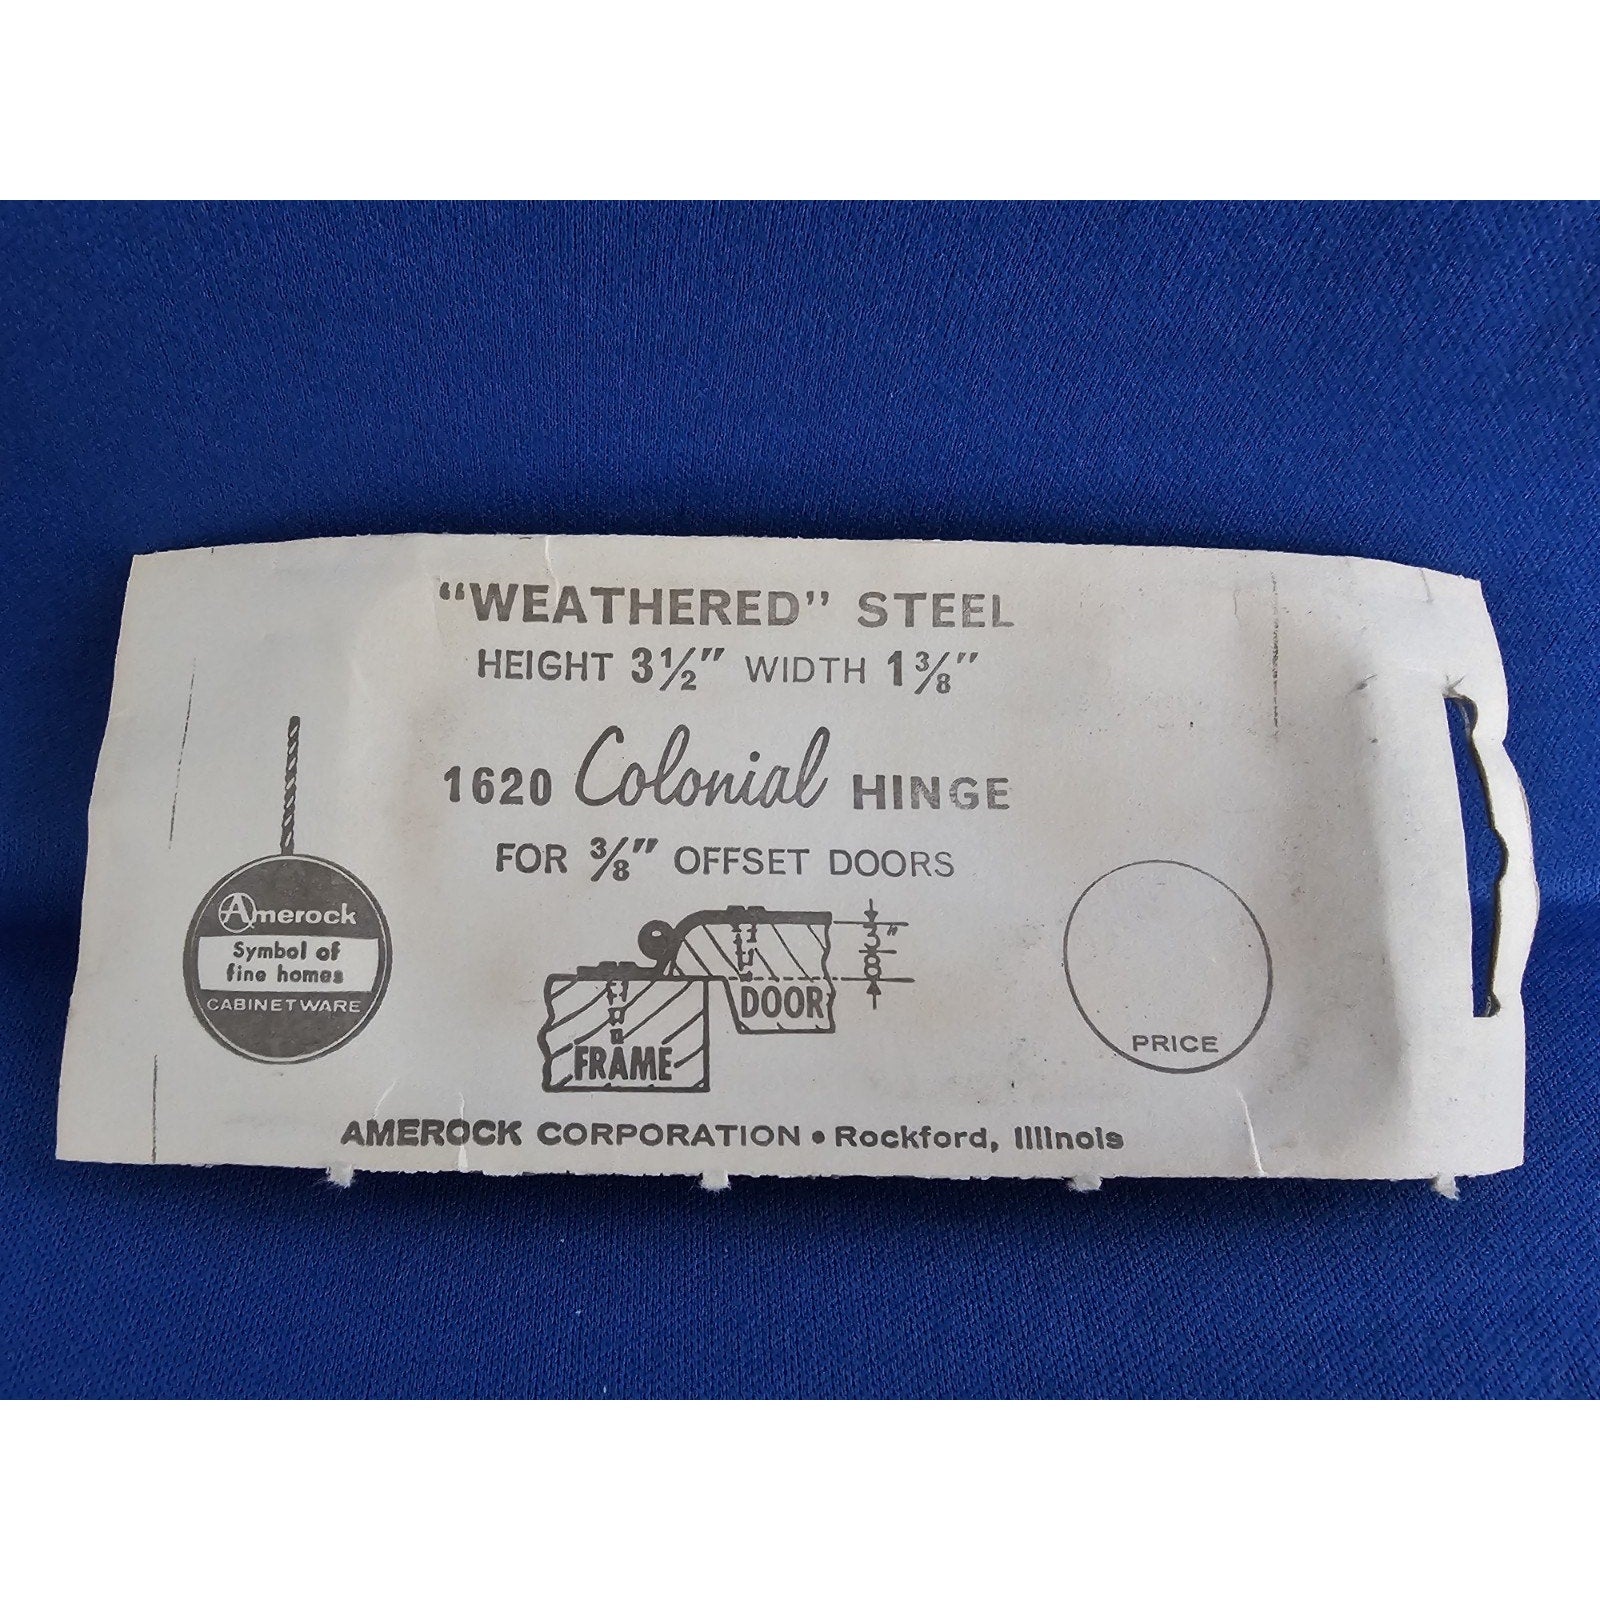 “WEATHERED” STEEL
HEIGHT 3½″ WIDTH 1⅜″
1620 Colonial HINGE
FOR ⅜″ OFFSET DOORS
Amerock
Symbol of
fine homes
CABINETWARE
3″
8
DOOR
FRAME
PRICE
AMEROCK CORPORATION • Rockford, Illinois